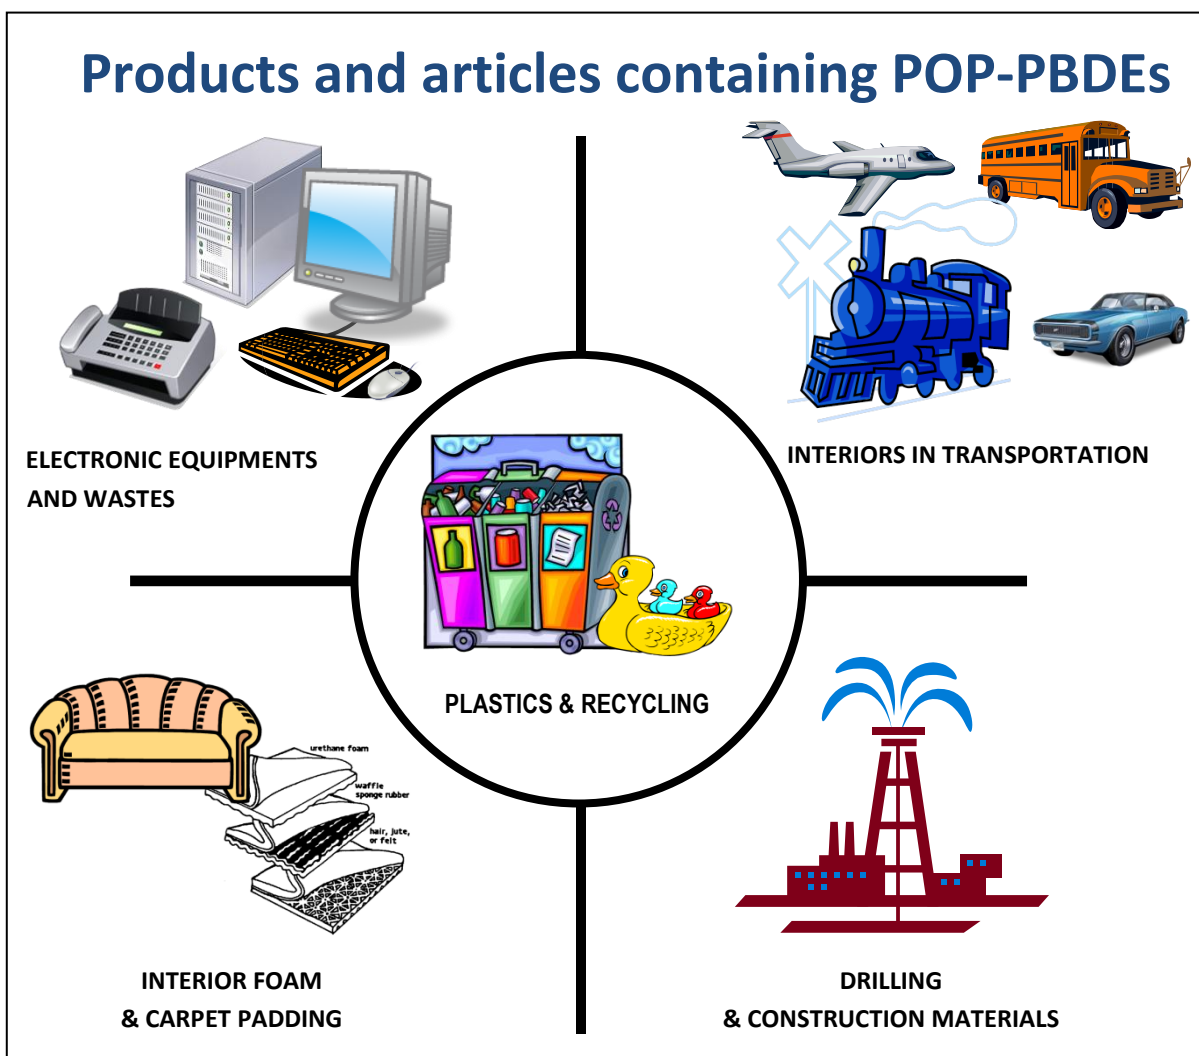 Products and articles containing POP-PBDEs
ELECTRONIC EQUIPMENTS
AND WASTES
INTERIORS IN TRANSPORTATION
PLASTICS & RECYCLING
urethane foam
waffle
sponge rubber
hair, jute,
or felt
INTERIOR FOAM
& CARPET PADDING
DRILLING
& CONSTRUCTION MATERIALS